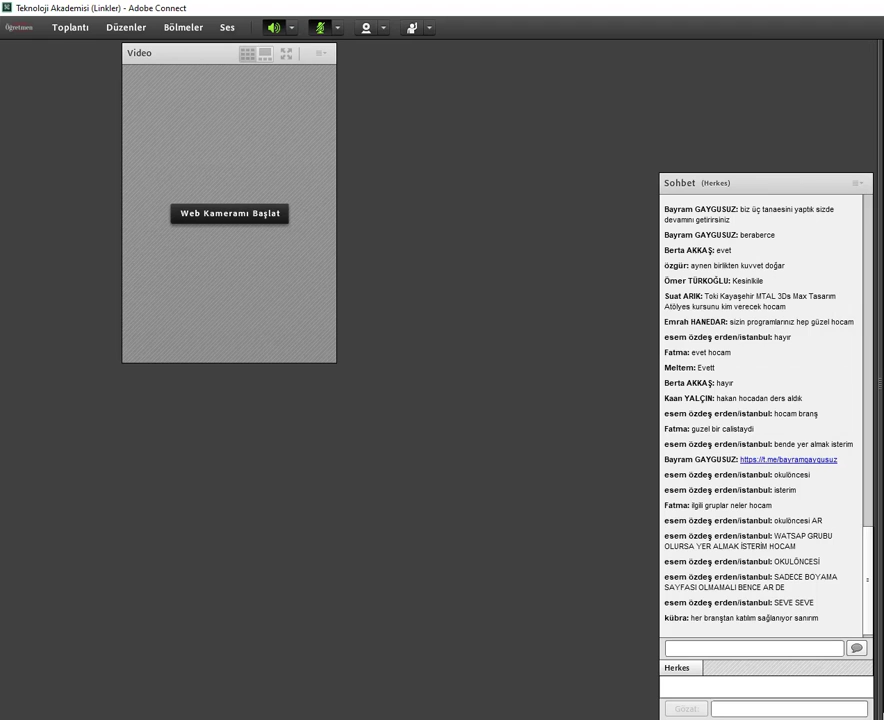 Teknoloji Akademisi (Linkler) - Adobe Connect
Öğretmen Toplantı Düzenler Bölmeler Ses
Video
Web Kameramı Başlat
Sohbet (Herkes)
Bayram GAYGUSUZ: biz üç tanaesini yaptık sizde
devamını getirirsiniz
Bayram GAYGUSUZ: beraberce
Berta AKKAŞ: evet
özgür: aynen birlikten kuvvet doğar
Ömer TÜRKOĞLU: Kesinlkile
Suat ARIK: Toki Kayaşehir MTAL 3Ds Max Tasarım
Atölyes kursunu kim verecek hocam
Emrah HANEDAR: sizin programlarınız hep güzel hocam
esem özdeş erden/istanbul: hayır
Fatma: evet hocam
Meltem: Evett
Berta AKKAŞ: hayır
Kaan YALÇIN: hakan hocadan ders aldık
esem özdeş erden/istanbul: hocam branş
Fatma: guzel bir calistaydi
esem özdeş erden/istanbul: bende yer almak isterim
Bayram GAYGUSUZ: https://t.me/bayramgaygusuz
esem özdeş erden/istanbul: okulöncesi
esem özdeş erden/istanbul: isterim
Fatma: ilgili gruplar neler hocam
esem özdeş erden/istanbul: okulöncesi AR
esem özdeş erden/istanbul: WATSAP GRUBU
OLURSA YER ALMAK İSTERİM HOCAM
esem özdeş erden/istanbul: OKULÖNCESİ
esem özdeş erden/istanbul: SADECE BOYAMA
SAYFASI OLMAMALI BENCE AR DE
esem özdeş erden/istanbul: SEVE SEVE
kübra: her branştan katılım sağlanıyor sanırım
Herkes
Gözat: